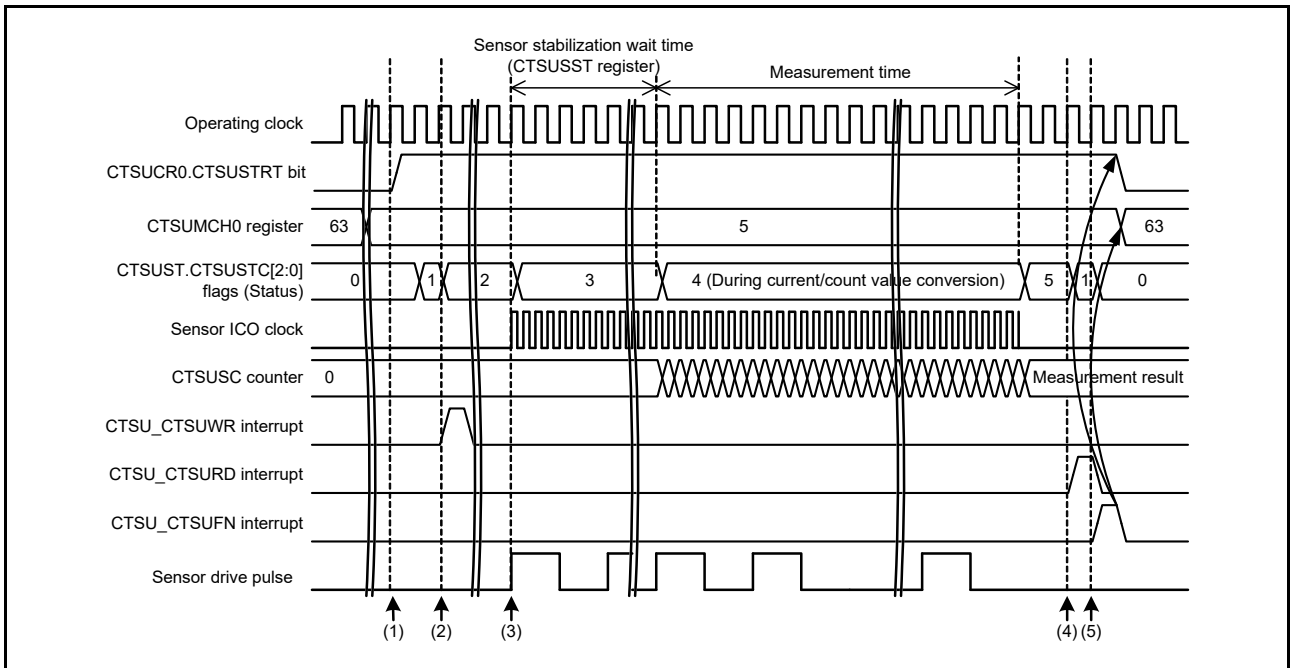 Sensor stabilization wait time
(CTSUSST register)
Measurement time
Operating clock
CTSUCR0.CTSUSTRT bit
CTSUMCH0 register
63
5
63
CTSUST.CTSUSTC[2:0]
flags (Status)
0
1
2
3
4 (During current/count value conversion)
5
1
0
Sensor ICO clock
CTSUSC counter
0
Measurement result
CTSU_CTSUWR interrupt
CTSU_CTSURD interrupt
CTSU_CTSUFN interrupt
Sensor drive pulse
(1)
(2)
(3)
(4)
(5)